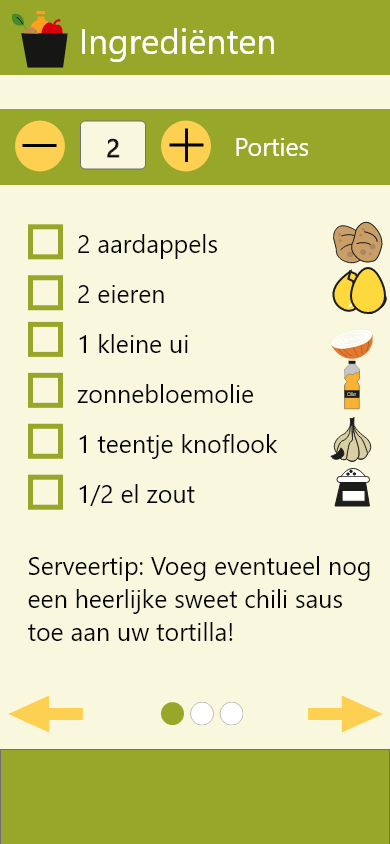 Ingrediënten
2 Porties
2 aardappels
2 eieren
1 kleine ui
zonnebloemolie
1 teentje knoflook
1/2 el zout
Serveertip: Voeg eventueel nog
een heerlijke sweet chili saus
toe aan uw tortilla!